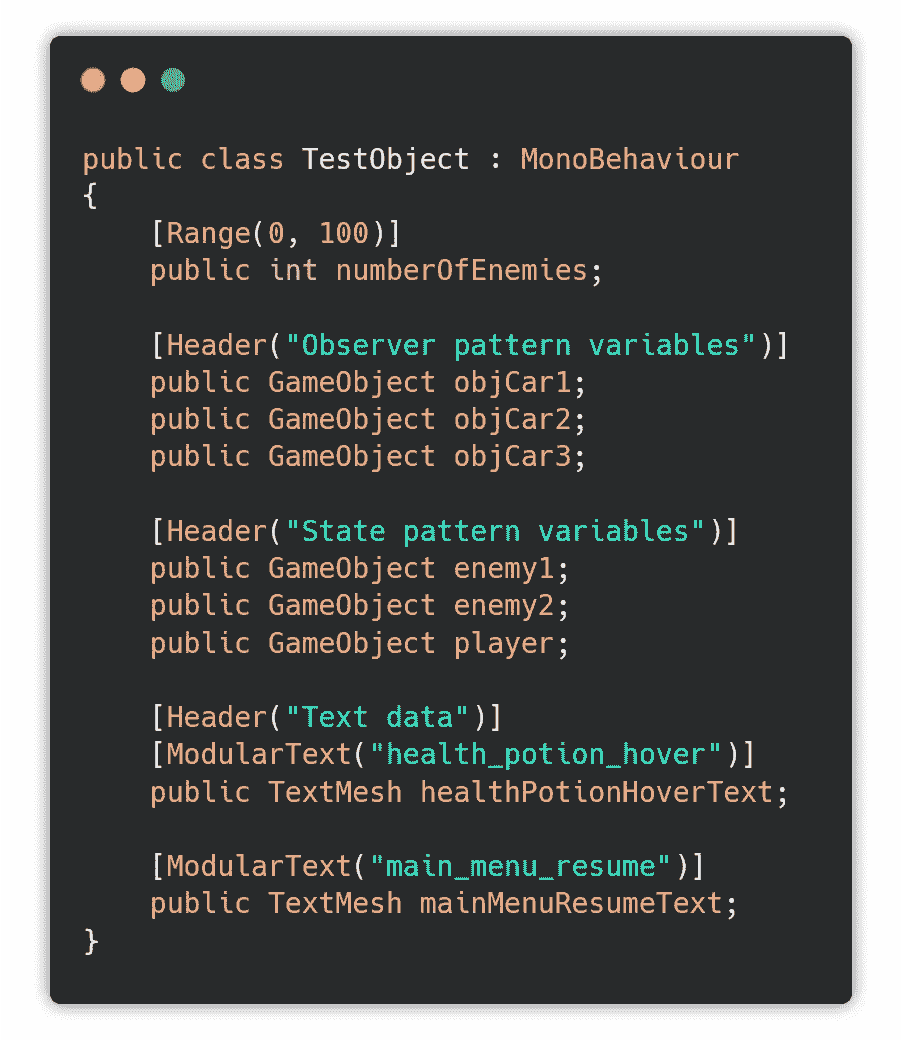 public class TestObject : MonoBehaviour
{
    [Range(0, 100)]
    public int numberOfEnemies;

    [Header("Observer pattern variables")]
    public GameObject objCar1;
    public GameObject objCar2;
    public GameObject objCar3;

    [Header("State pattern variables")]
    public GameObject enemy1;
    public GameObject enemy2;
    public GameObject player;

    [Header("Text data")]
    [ModularText("health_potion_hover")]
    public TextMesh healthPotionHoverText;

    [ModularText("main_menu_resume")]
    public TextMesh mainMenuResumeText;
}